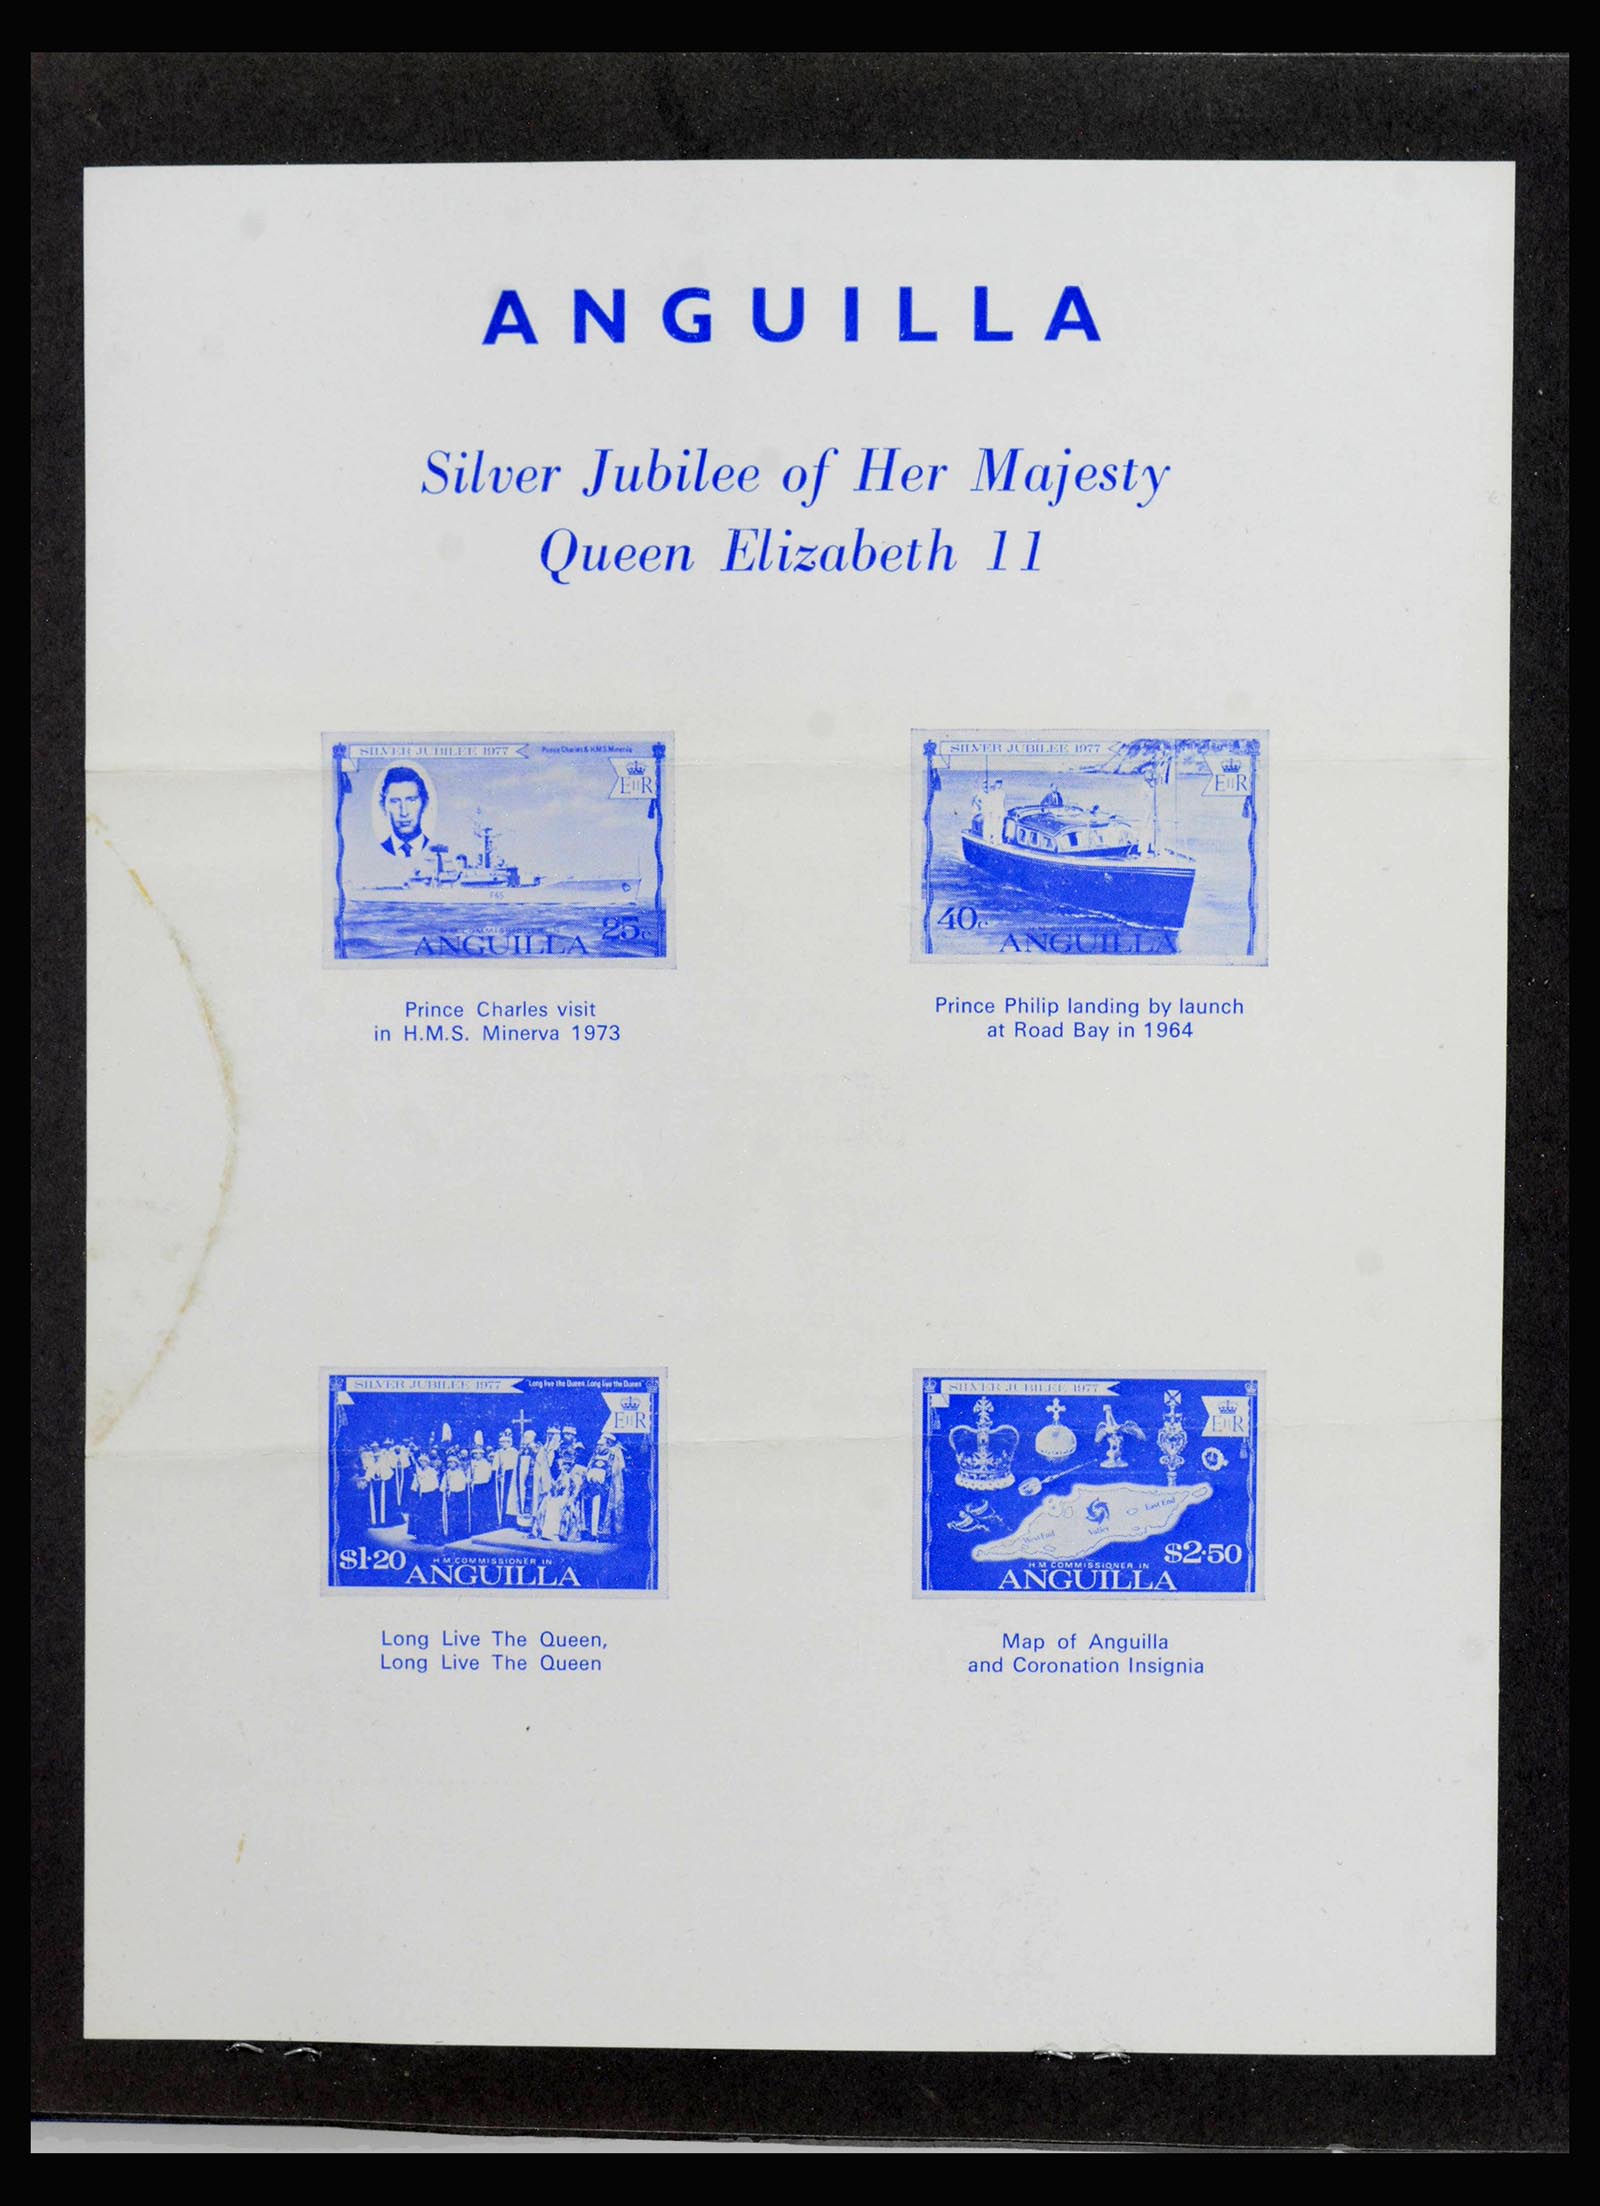 ANGUILLA
Silver Jubilee of Her Majesty
Queen Elizabeth 11
SILVER JUBILEE 1977
Prince Charles & H.M.S Minerva
EIIR
F45
25c
H M COMMISSIONER IN
ANGUILLA
Prince Charles visit
in H.M.S. Minerva 1973
SILVER JUBILEE 1977
EIIR
40c
ANGUILLA
Prince Philip landing by launch
at Road Bay in 1964
SILVER JUBILEE 1977
"Long live the Queen. Long live the Queen"
EIIR
$1·20
H M COMMISSIONER IN
ANGUILLA
Long Live The Queen,
Long Live The Queen
SILVER JUBILEE 1977
EIIR
East End
Valley
West End
$2·50
H M COMMISSIONER IN
ANGUILLA
Map of Anguilla
and Coronation Insignia